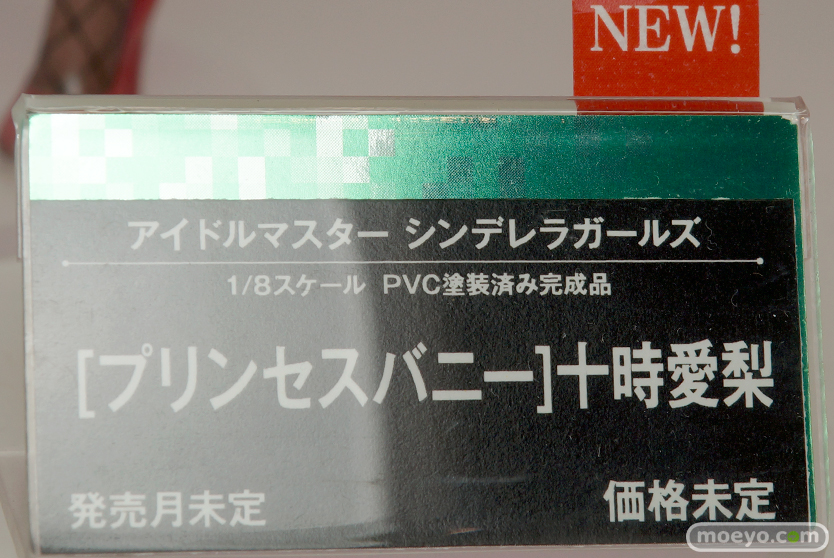 NEW!
アイドルマスター シンデレラガールズ
1/8スケール PVC塗装済み完成品
[プリンセスバニー]十時愛梨
発売月未定 価格未定
moeyo.com